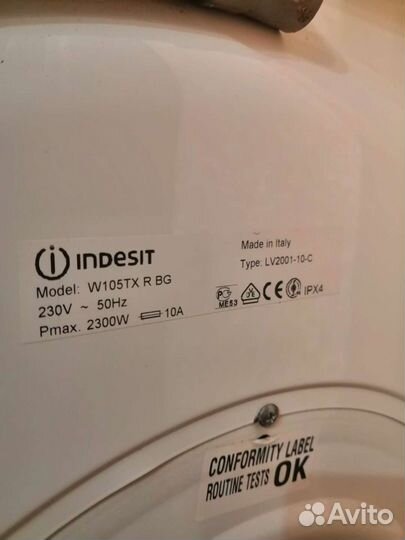 indesit
Model: W105TX R BG
230V ~ 50Hz
Pmax. 2300W 10A
Made in Italy
Type: LV2001-10-C
ME53
IPX4
CONFORMITY LABEL
ROUTINE TESTS OK
Avito